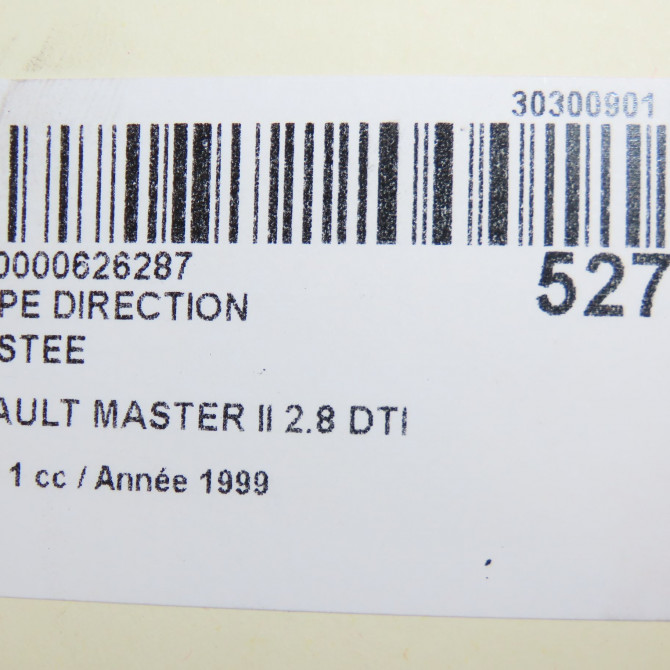 30300901
0000626287
527
PE DIRECTION
STEE
AULT MASTER II 2.8 DTI
1 cc / Année 1999